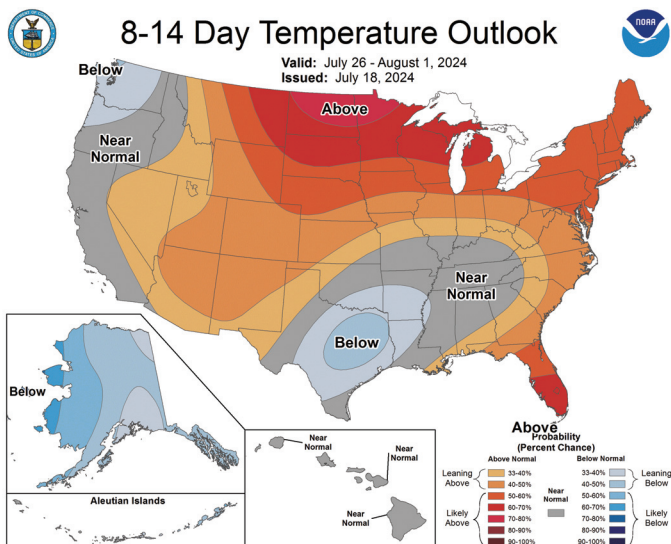 8-14 Day Temperature Outlook
Valid: July 26 - August 1, 2024
Issued: July 18, 2024
NOAA
Below
Above
Near
Normal
Near
Normal
Below
Below
Above
Aleutian Islands
Near
Normal
Near
Normal
Near
Normal
Probability
(Percent Chance)
Above Normal
Below Normal
Leaning
Above
33-40%
40-50%
Likely
Above
50-60%
60-70%
70-80%
80-90%
90-100%
Near
Normal
33-40%
40-50%
Leaning
Below
50-60%
60-70%
70-80%
80-90%
90-100%
Likely
Below